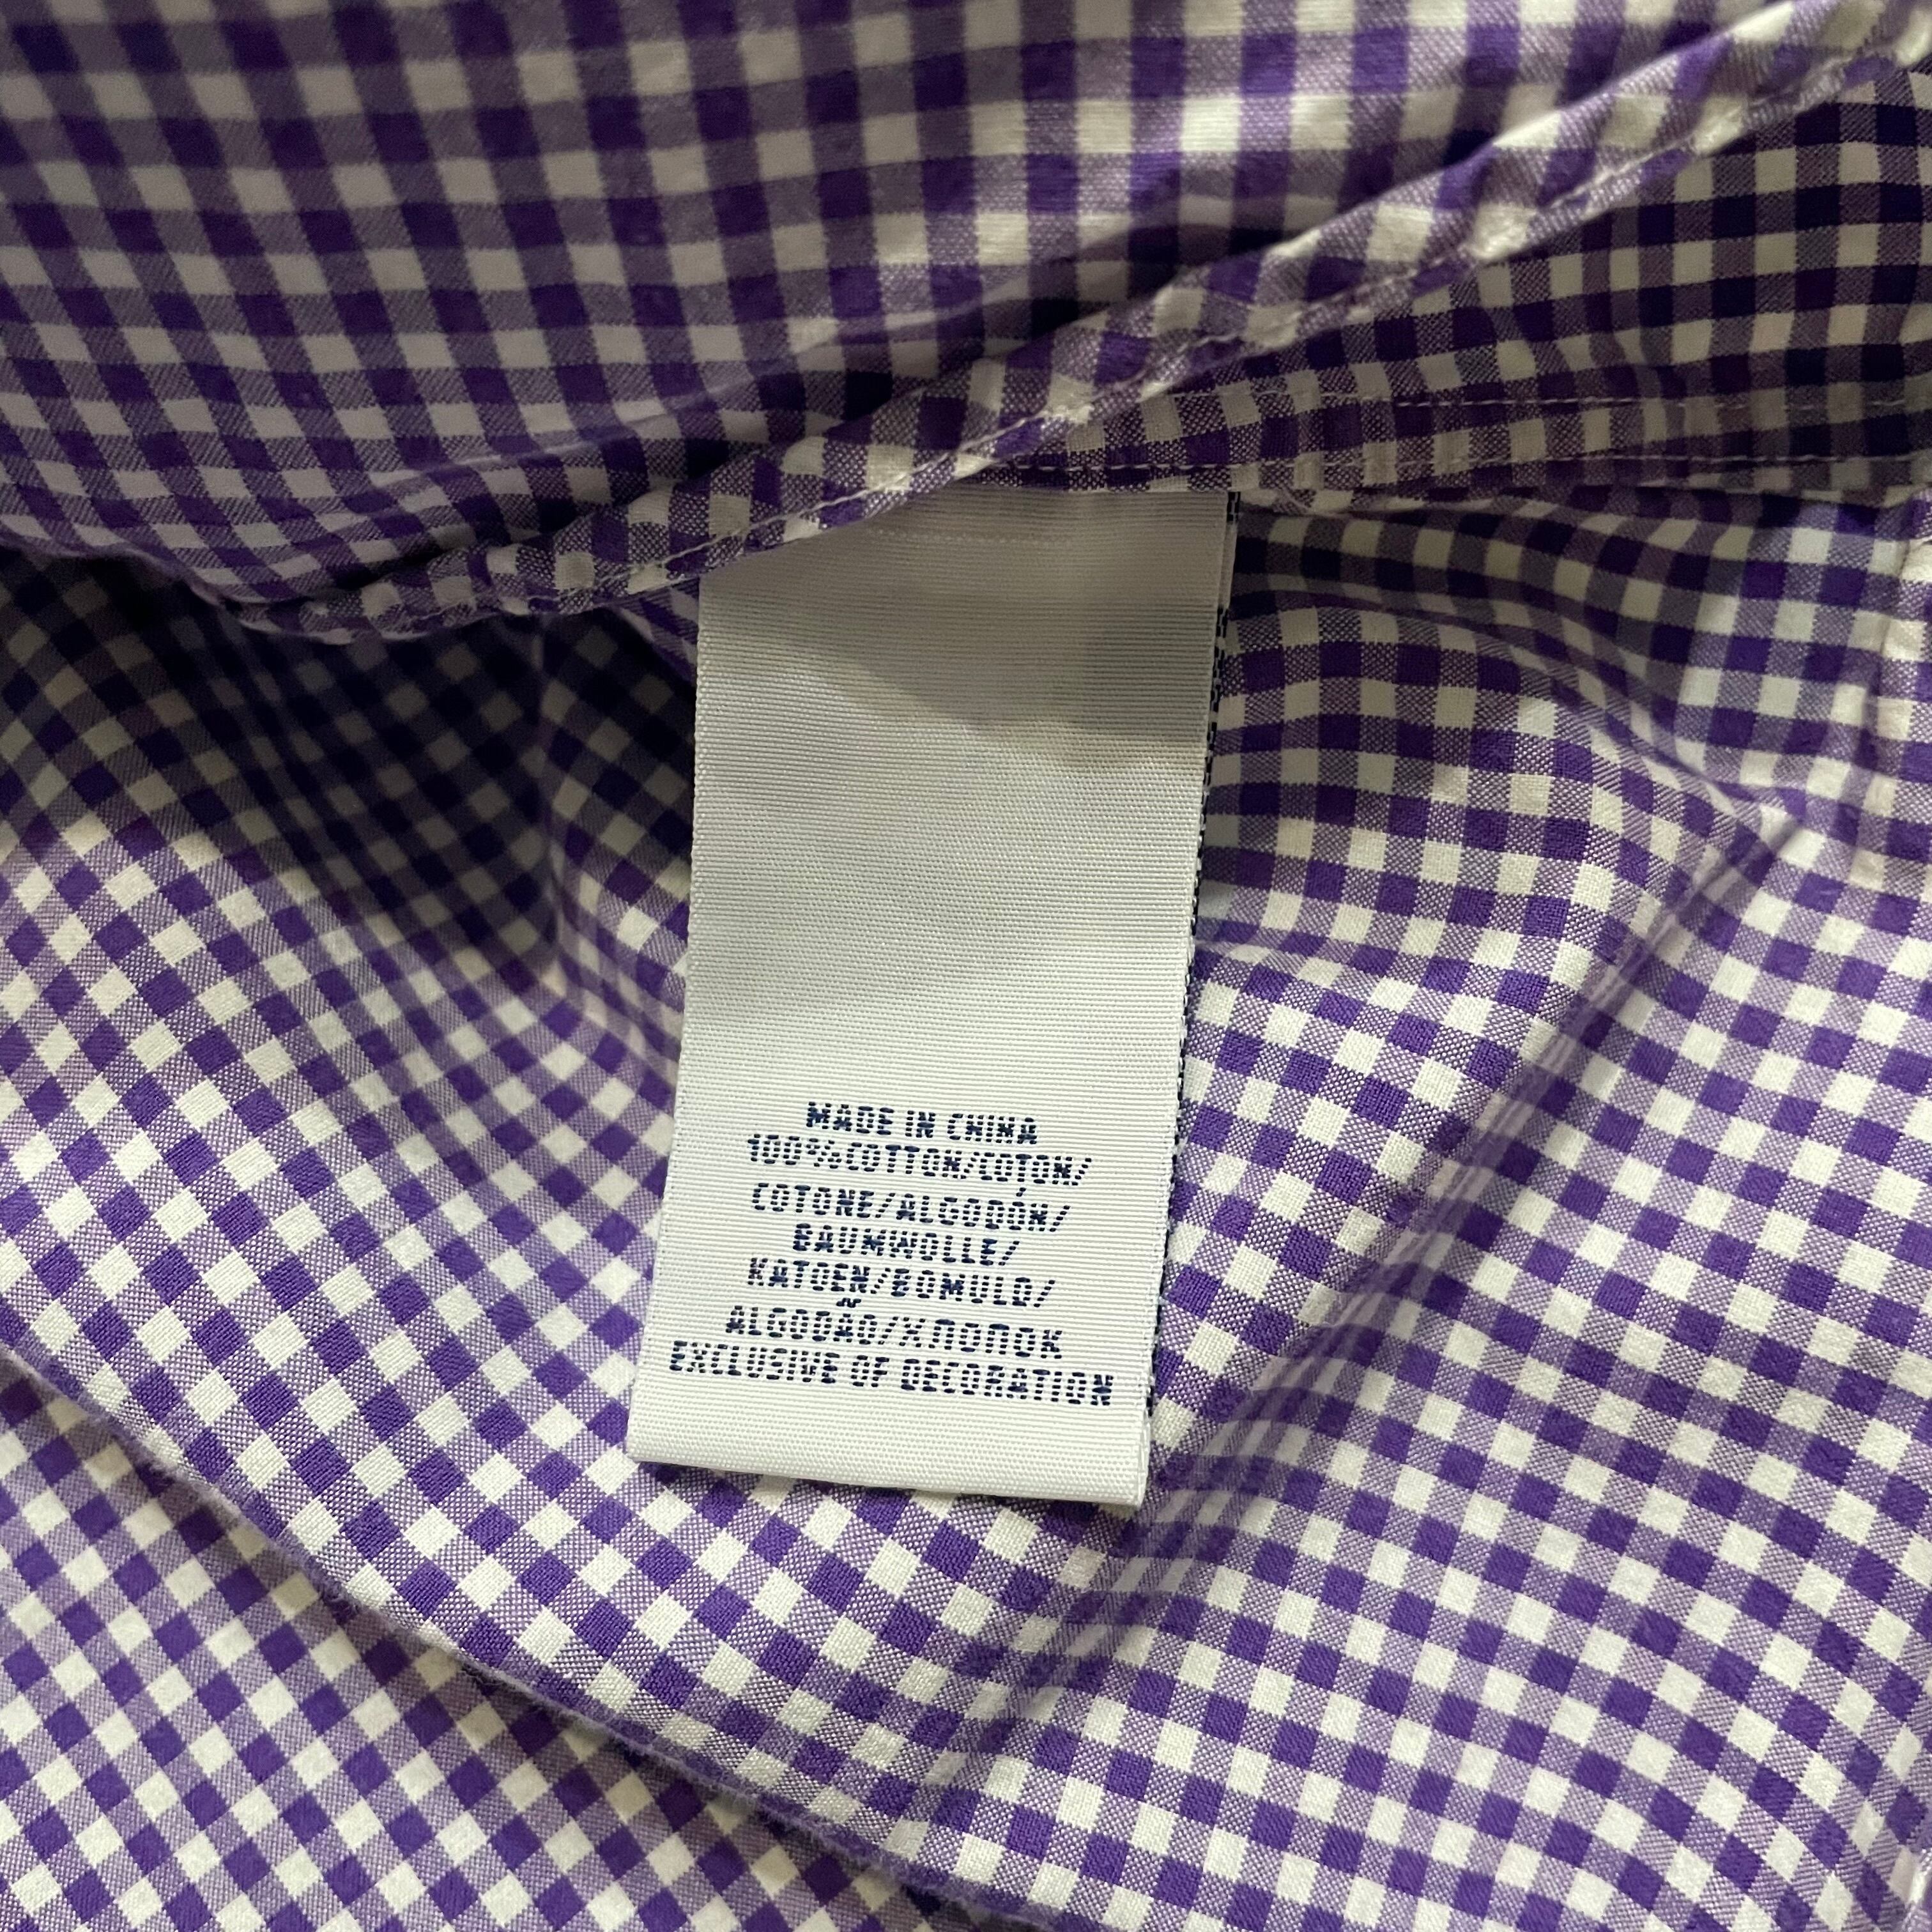 MADE IN CHINA
100%COTTON/COTON/
COTONE/ALGODÓN/
BAUMWOLLE/
KATOEN/BOMULD/
ALGODÃO/ХЛОПОК
EXCLUSIVE OF DECORATION